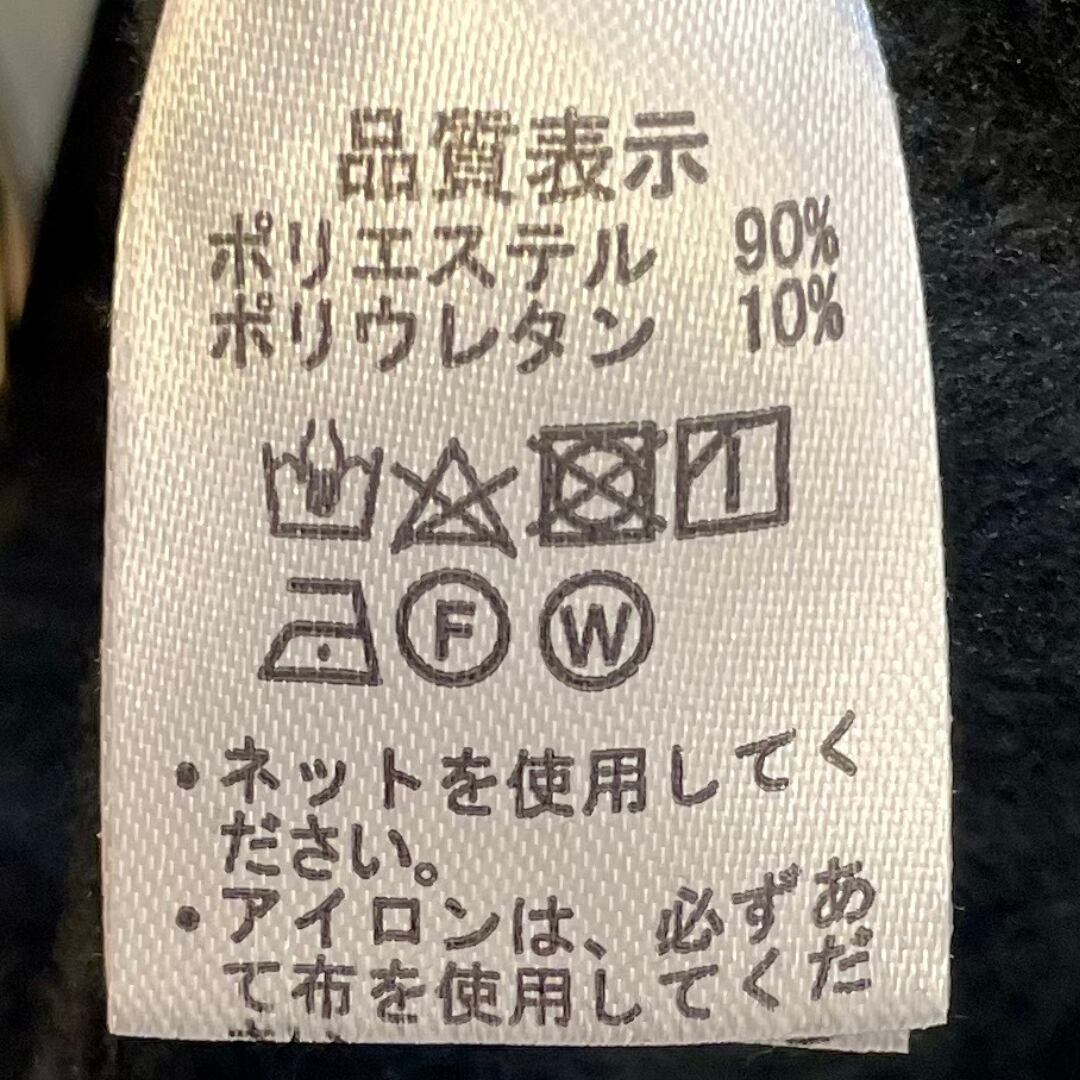 品質表示
ポリエステル 90%
ポリウレタン 10%
F W
・ネットを使用してく
ださい。
・アイロンは、必ずあ
て布を使用してくだ